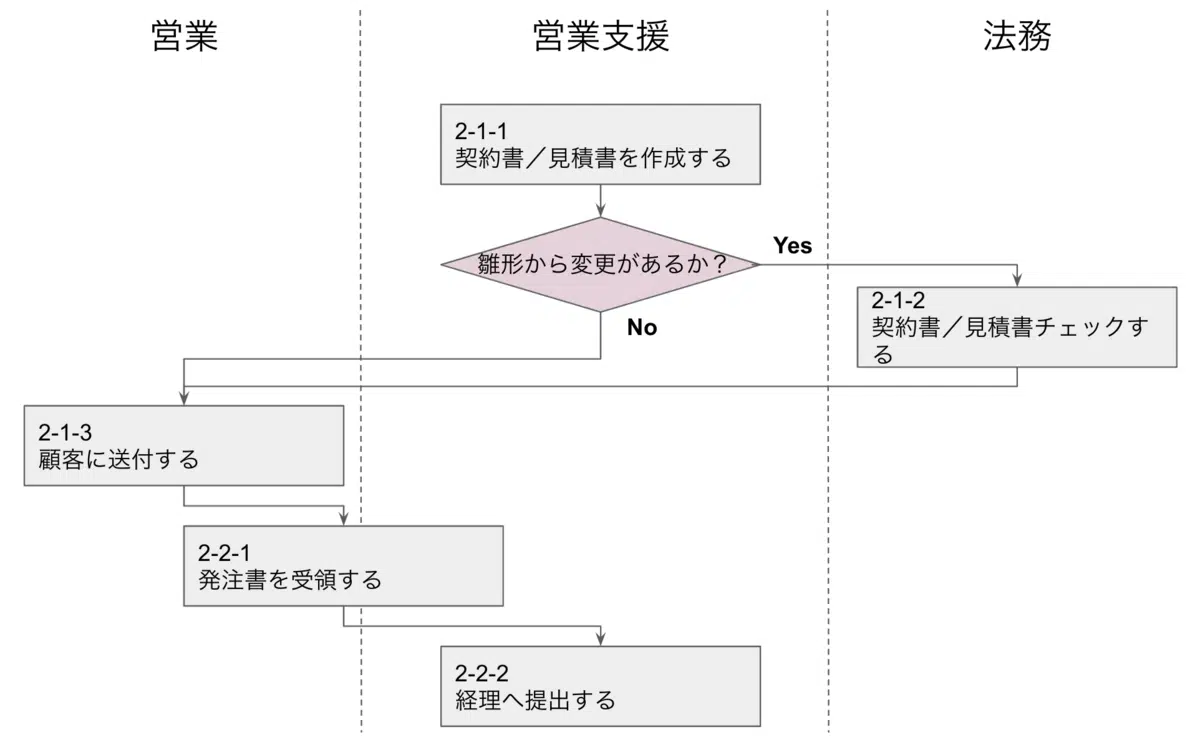 営業
営業支援
法務
2-1-1
契約書／見積書を作成する
雛形から変更があるか？
Yes
No
2-1-2
契約書／見積書チェックす
る
2-1-3
顧客に送付する
2-2-1
発注書を受領する
2-2-2
経理へ提出する